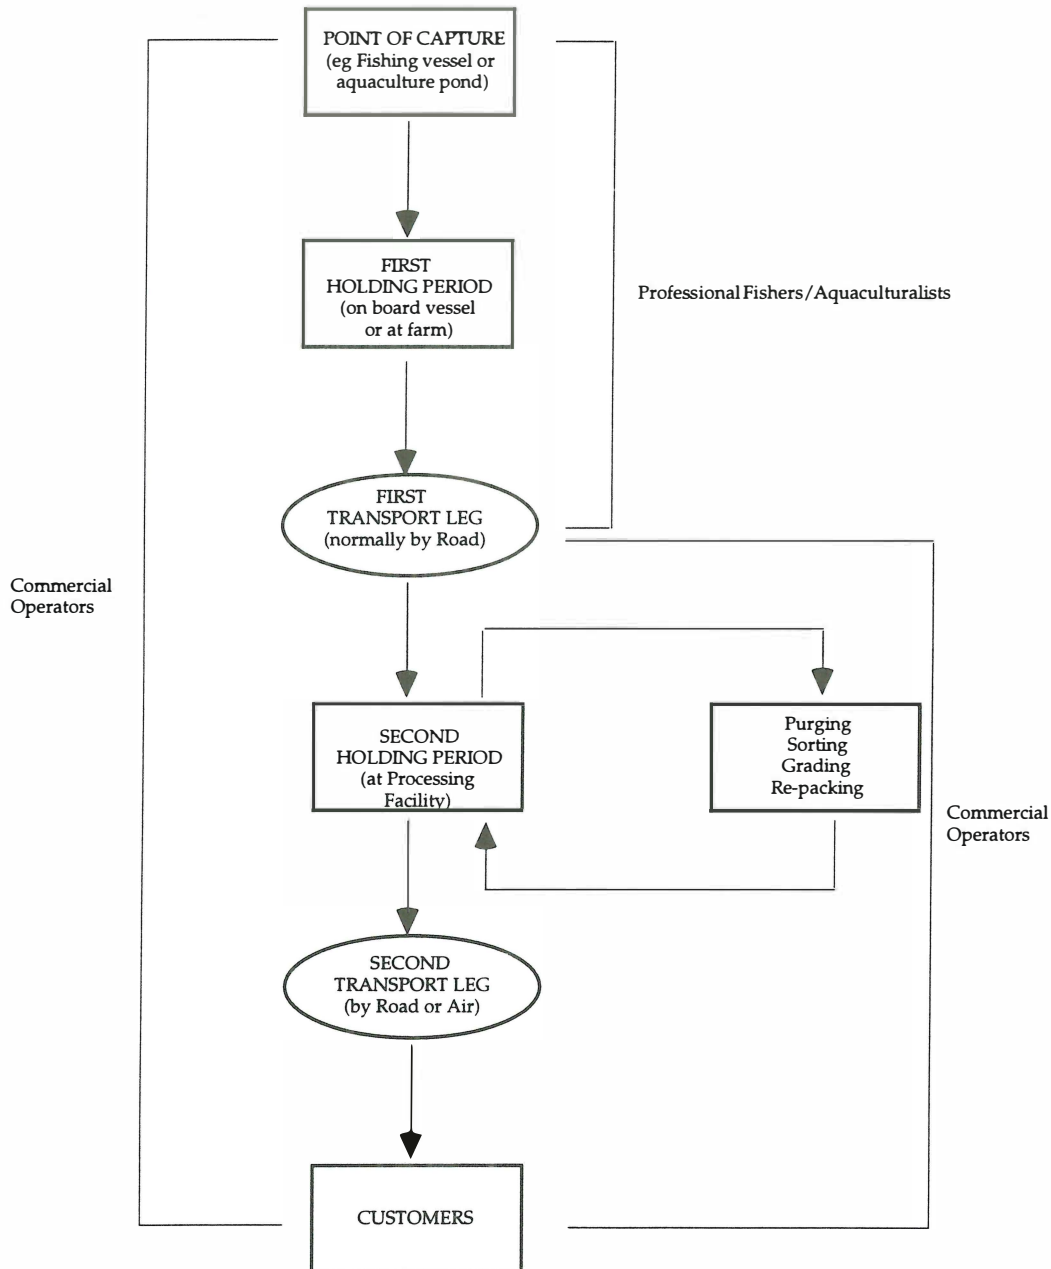 POINT OF CAPTURE
(eg Fishing vessel or
aquaculture pond)
FIRST
HOLDING PERIOD
(on board vessel
or at farm)
Professional Fishers/Aquaculturalists
FIRST
TRANSPORT LEG
(normally by Road)
Commercial
Operators
SECOND
HOLDING PERIOD
(at Processing
Facility)
Purging
Sorting
Grading
Re-packing
Commercial
Operators
SECOND
TRANSPORT LEG
(by Road or Air)
CUSTOMERS